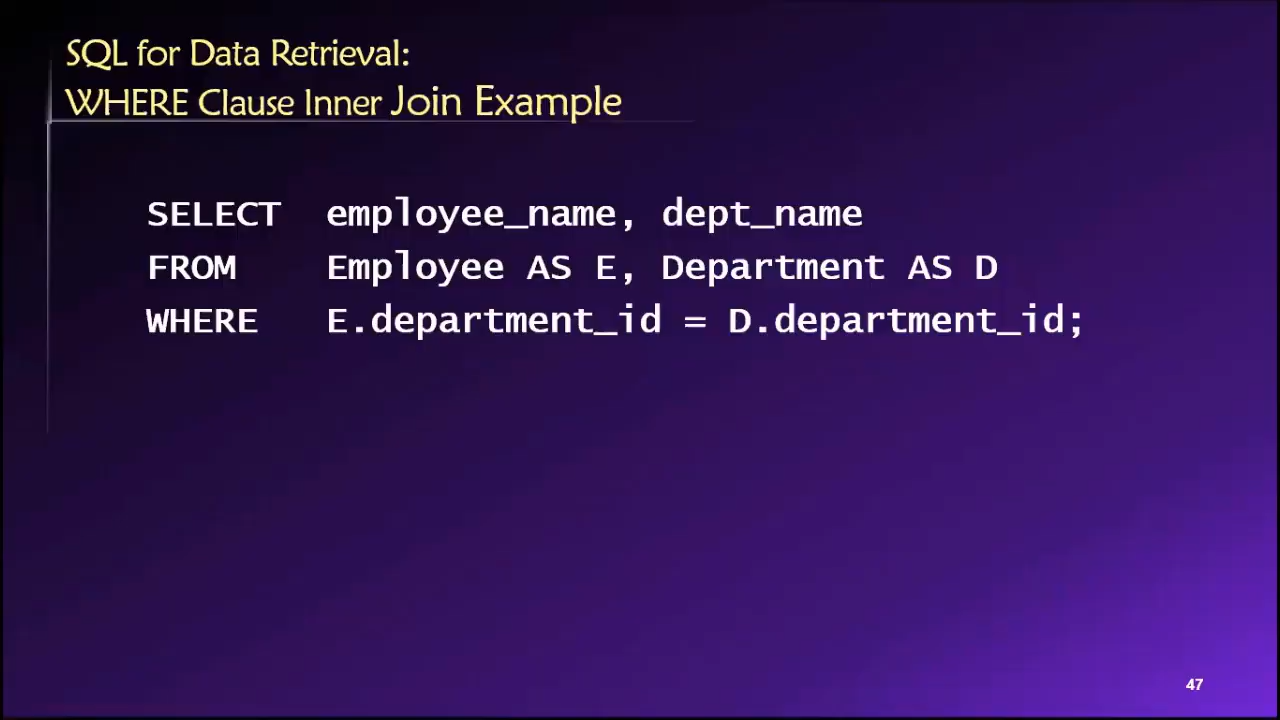 SQL for Data Retrieval:
WHERE Clause Inner Join Example
SELECT employee_name, dept_name
FROM Employee AS E, Department AS D
WHERE E.department_id = D.department_id;
47